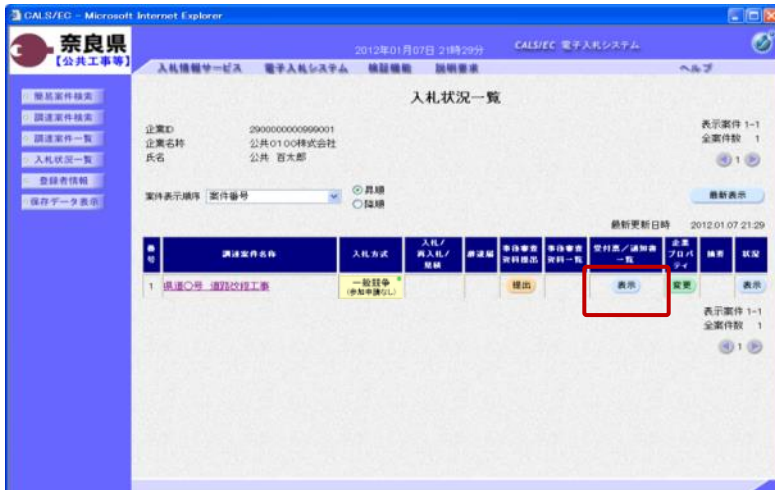 CALS/EC - Microsoft Internet Explorer
奈良県
【公共工事等】
2012年01月07日 21時29分
CALS/EC 電子入札システム
入札情報サービス 電子入札システム 検証機能 説明要求 ヘルプ
簡易案件検索
調達案件検索
調達案件一覧
入札状況一覧
登録者情報
保存データ表示
入札状況一覧
企業ID 2900000000999001
企業名称 公共0100株式会社
氏名 公共 百太郎
表示案件 1-1
全案件数 1
1
案件表示順序 案件番号
昇順
降順
最新表示
最新更新日時 2012.01.07 21:29
番号 調達案件名称 入札方式 入札/再入札/見積 辞退届 事後審査資料提出 事後審査資料一覧 受付票/通知書一覧 企業プロパティ 摘要 状況
1 県道○号 道路改修工事 一般競争(参加申請なし) 提出 表示 変更 表示
表示案件 1-1
全案件数 1
1